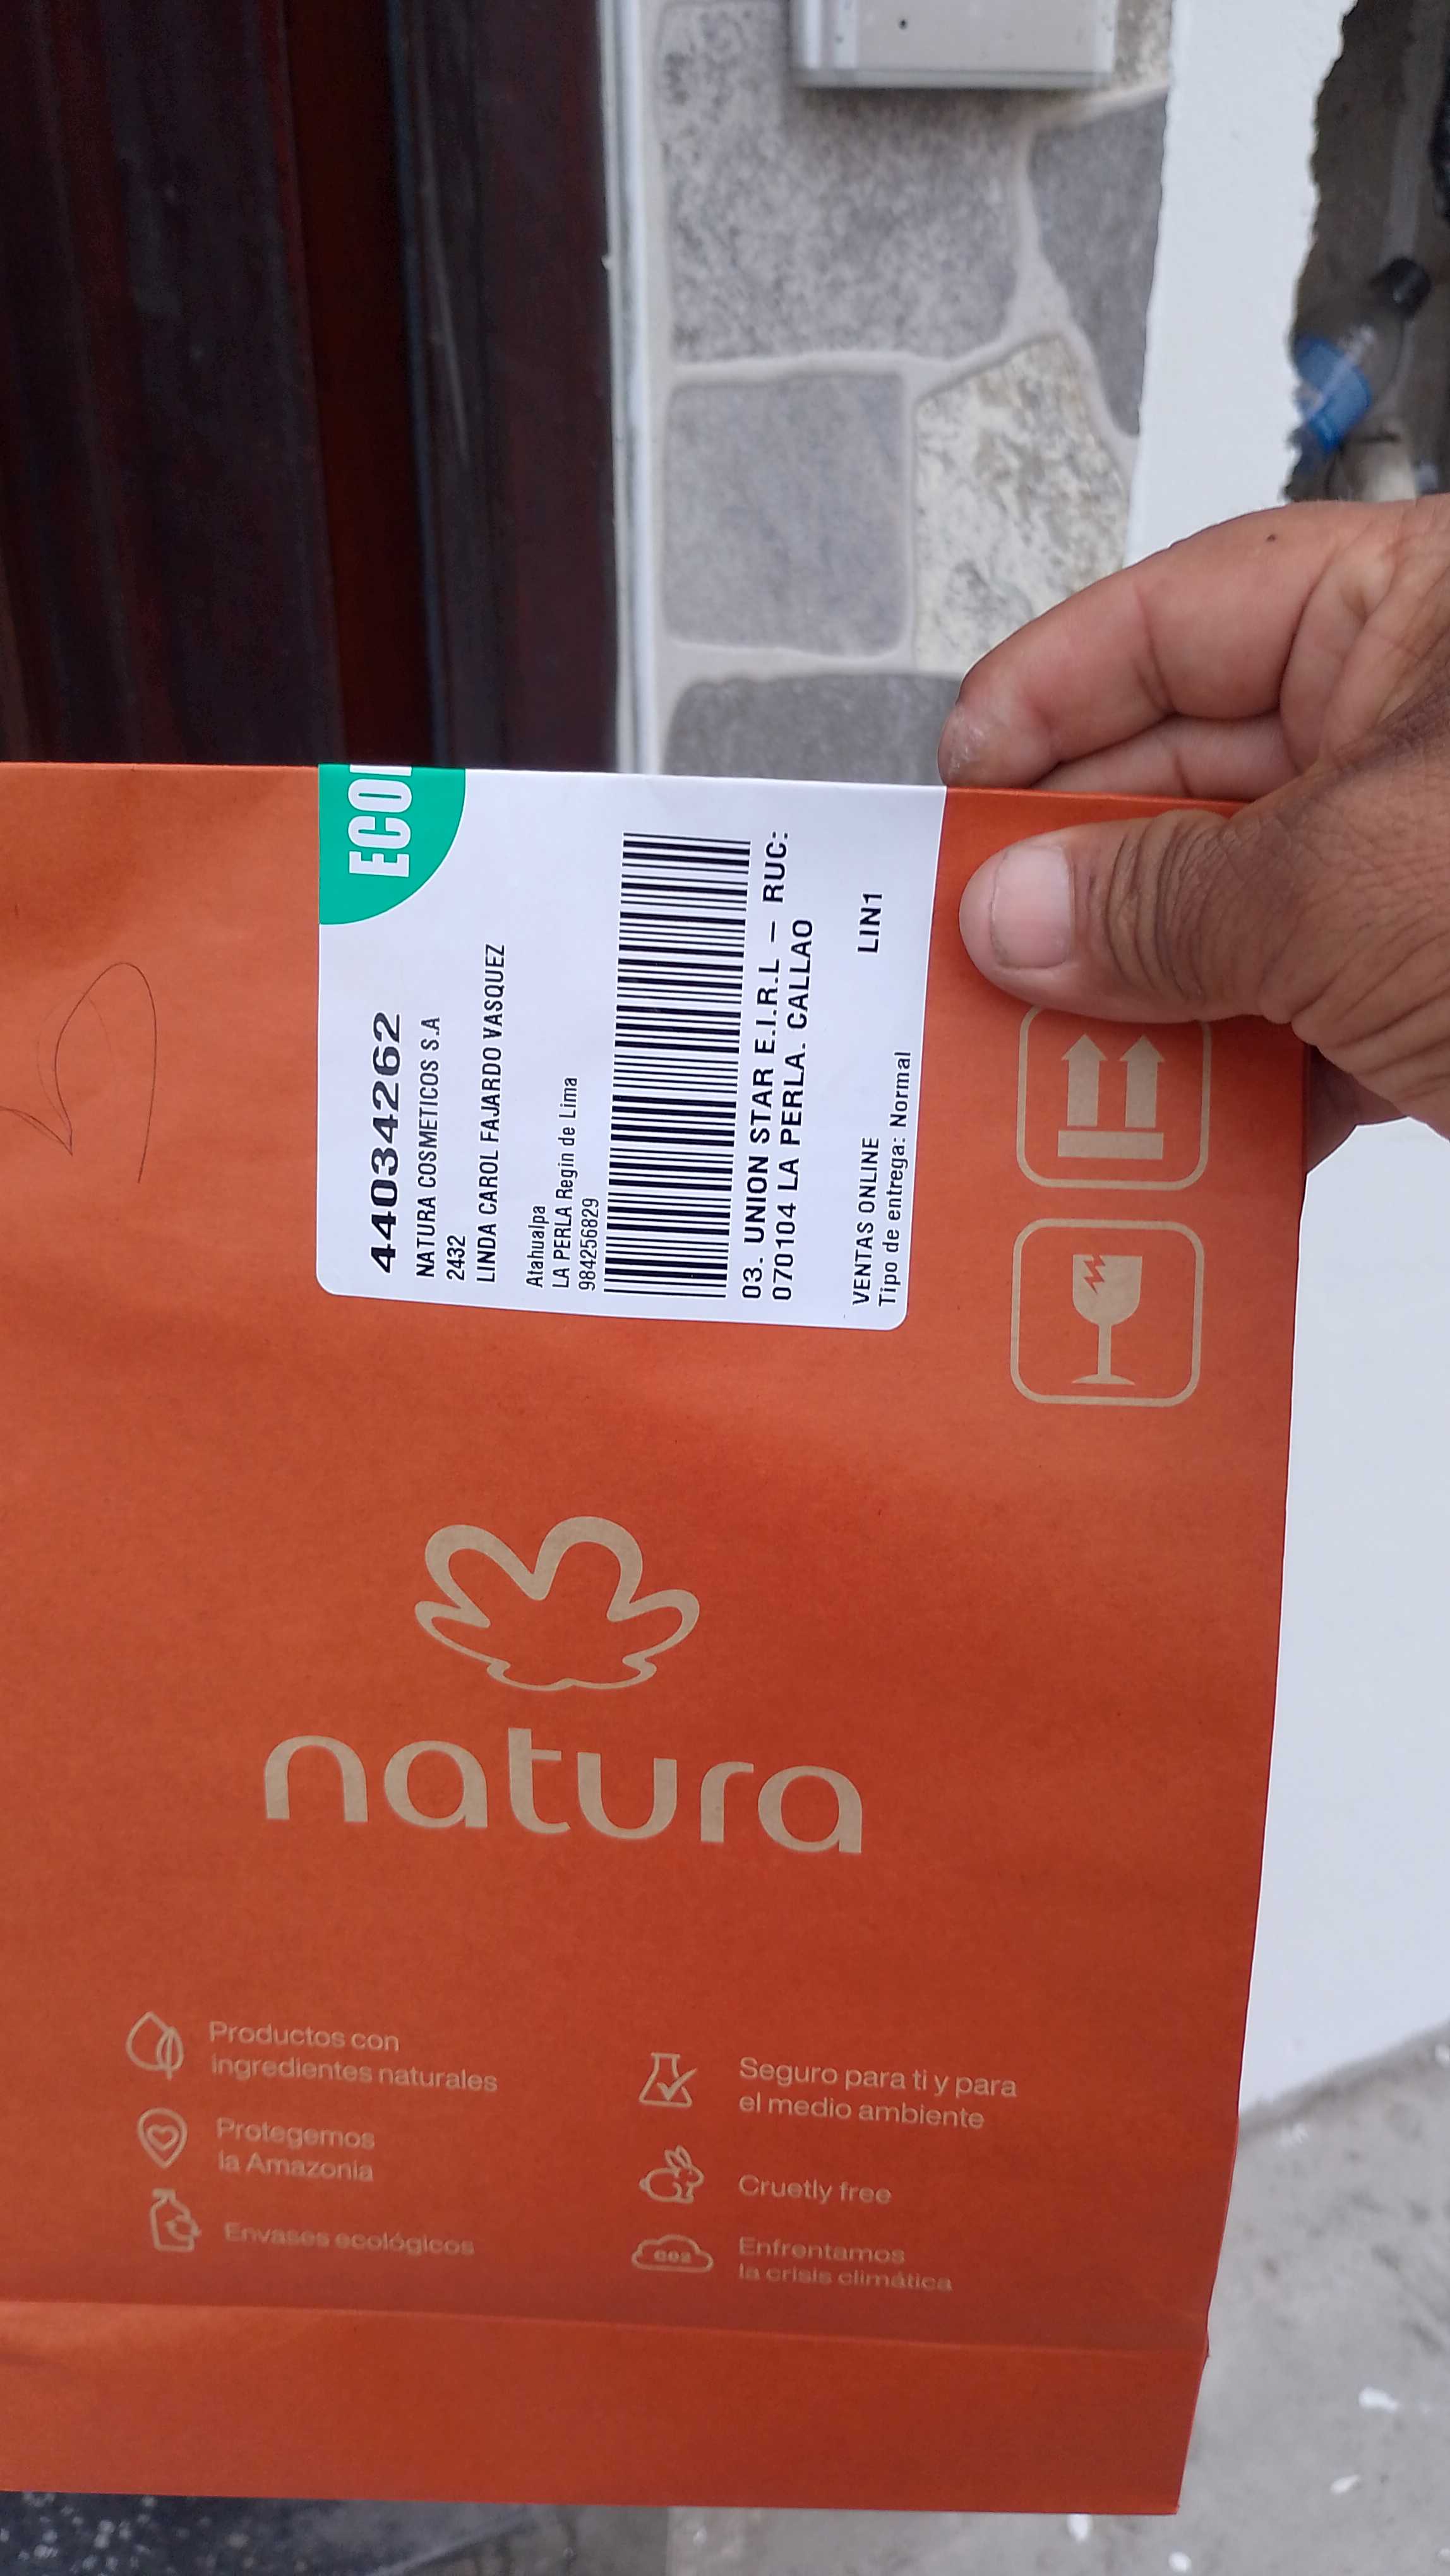 ECO
44034262
NATURA COSMETICOS S.A
2432
LINDA CAROL FAJARDO VASQUEZ
Atahualpa
LA PERLA Regin de Lima
984256829
03. UNION STAR E.I.R.L – RUC:
070104 LA PERLA. CALLAO
LIN1
VENTAS ONLINE
Tipo de entrega: Normal
natura
Productos con
ingredientes naturales
Protegemos
la Amazonia
Envases ecológicos
Seguro para ti y para
el medio ambiente
Cruetly free
CO2
Enfrentamos
la crisis climática